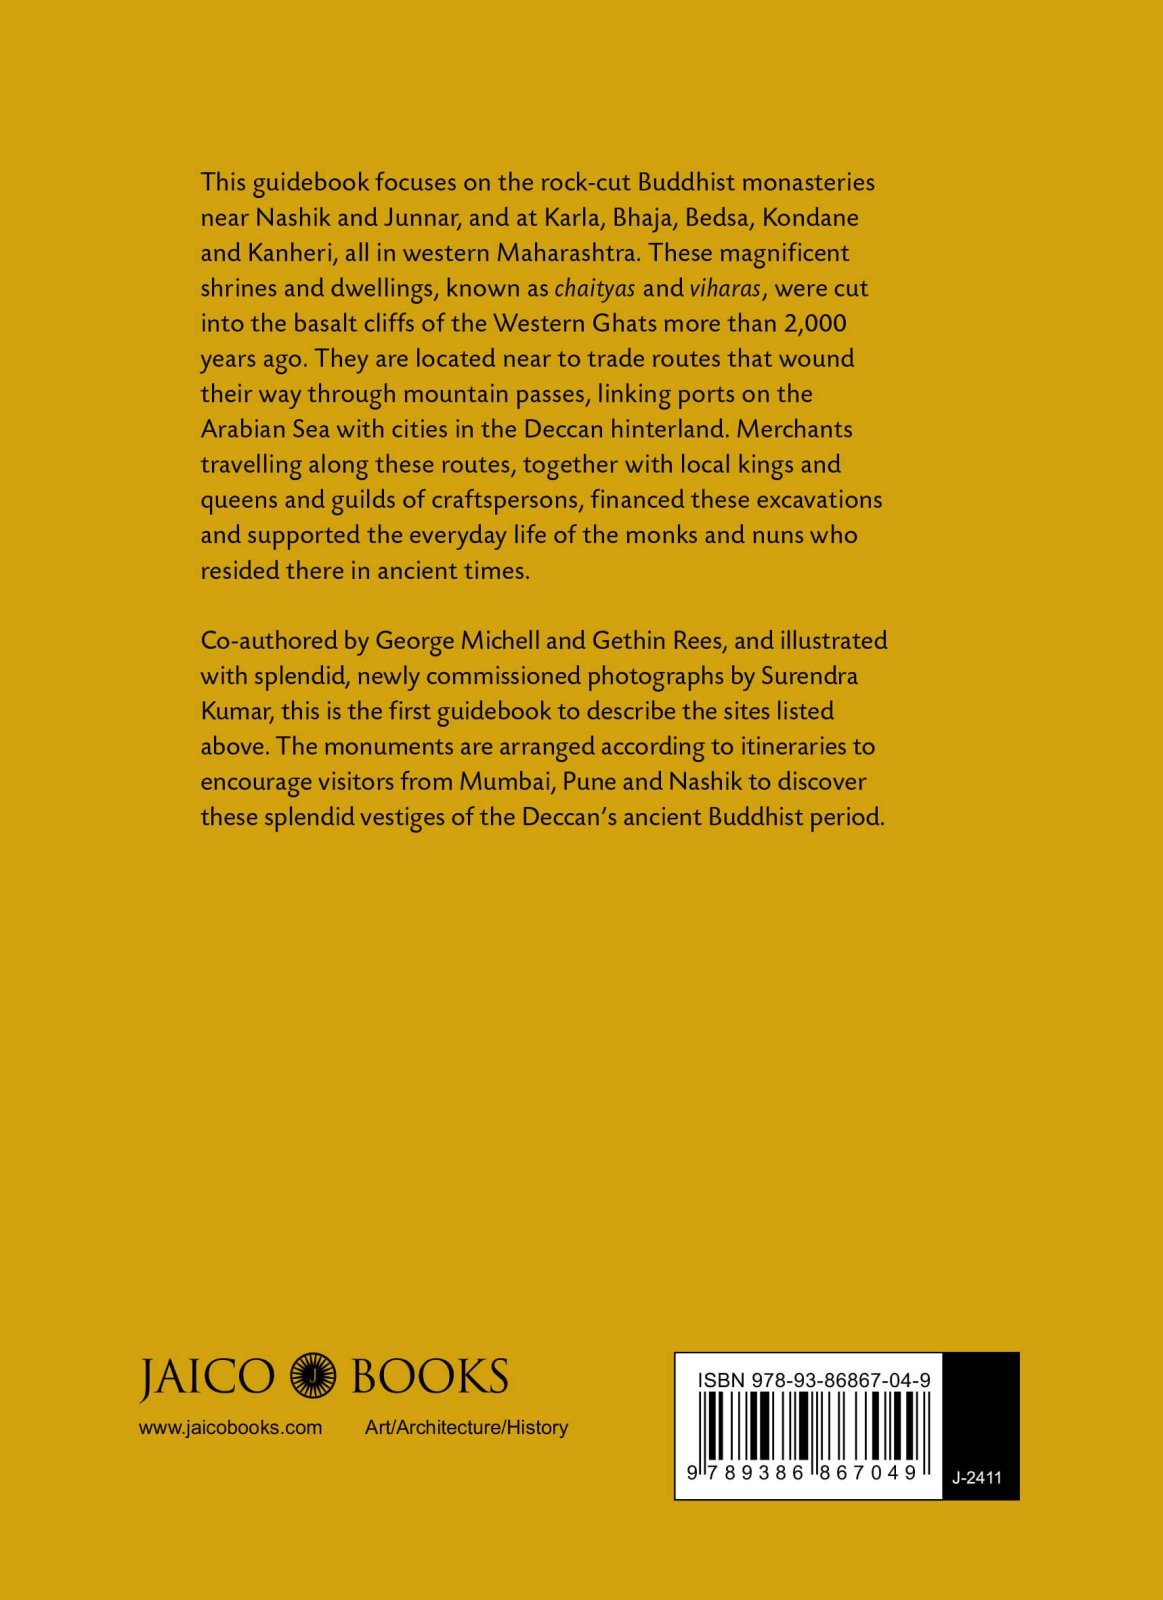 This guidebook focuses on the rock-cut Buddhist monasteries
near Nashik and Junnar, and at Karla, Bhaja, Bedsa, Kondane
and Kanheri, all in western Maharashtra. These magnificent
shrines and dwellings, known as chaityas and viharas, were cut
into the basalt cliffs of the Western Ghats more than 2,000
years ago. They are located near to trade routes that wound
their way through mountain passes, linking ports on the
Arabian Sea with cities in the Deccan hinterland. Merchants
travelling along these routes, together with local kings and
queens and guilds of craftspersons, financed these excavations
and supported the everyday life of the monks and nuns who
resided there in ancient times.
Co-authored by George Michell and Gethin Rees, and illustrated
with splendid, newly commissioned photographs by Surendra
Kumar, this is the first guidebook to describe the sites listed
above. The monuments are arranged according to itineraries to
encourage visitors from Mumbai, Pune and Nashik to discover
these splendid vestiges of the Deccan’s ancient Buddhist period.
JAICO J BOOKS
www.jaicobooks.com Art/Architecture/History
ISBN 978-93-86867-04-9
9 789386 867049
J-2411